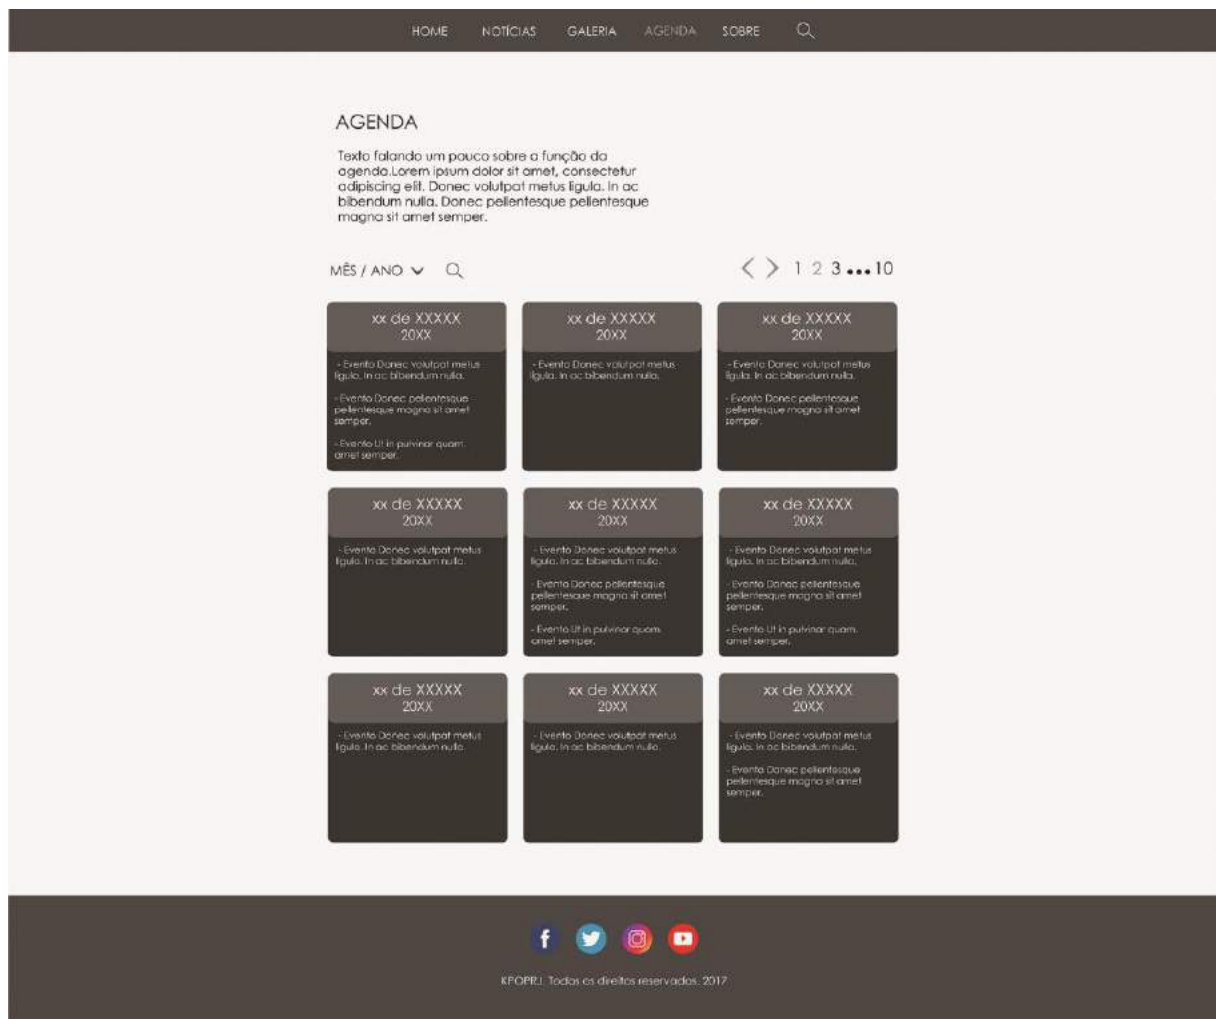 HOME NOTÍCIAS GALERIA AGENDA SOBRE
AGENDA
Texto falando um pouco sobre a função da
agenda.Lorem ipsum dolor sit amet, consectetur
adipiscing elit. Donec volutpat metus ligula. In ac
bibendum nulla. Donec pellentesque pellentesque
magna sit amet semper.
MÊS / ANO
1 2 3 ... 10
xx de XXXXX
20XX
- Evento Donec volutpat metus
ligula. In ac bibendum nulla.
- Evento Donec pellentesque
pellentesque magna sit amet
semper.
- Evento Ut in pulvinar quam.
amet semper.
xx de XXXXX
20XX
- Evento Donec volutpat metus
ligula. In ac bibendum nulla.
xx de XXXXX
20XX
- Evento Donec volutpat metus
ligula. In ac bibendum nulla.
- Evento Donec pellentesque
pellentesque magna sit amet
semper.
xx de XXXXX
20XX
- Evento Donec volutpat metus
ligula. In ac bibendum nulla.
xx de XXXXX
20XX
- Evento Donec volutpat metus
ligula. In ac bibendum nulla.
- Evento Donec pellentesque
pellentesque magna sit amet
semper.
- Evento Ut in pulvinar quam.
amet semper.
xx de XXXXX
20XX
- Evento Donec volutpat metus
ligula. In ac bibendum nulla.
- Evento Donec pellentesque
pellentesque magna sit amet
semper.
- Evento Ut in pulvinar quam.
amet semper.
xx de XXXXX
20XX
- Evento Donec volutpat metus
ligula. In ac bibendum nulla.
xx de XXXXX
20XX
- Evento Donec volutpat metus
ligula. In ac bibendum nulla.
xx de XXXXX
20XX
- Evento Donec volutpat metus
ligula. In ac bibendum nulla.
- Evento Donec pellentesque
pellentesque magna sit amet
semper.
KPOPRJ. Todos os direitos reservados. 2017